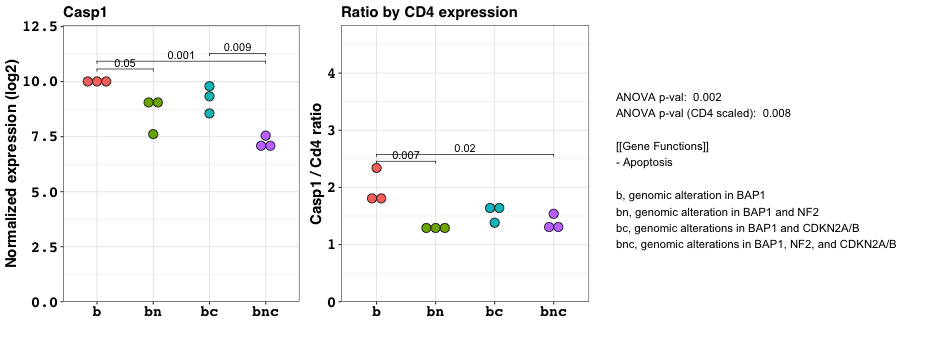 Casp1
Normalized expression (log2)
12.5
10.0
7.5
5.0
2.5
0.0
0.05
0.001
0.009
b bn bc bnc
Ratio by CD4 expression
Casp1 / Cd4 ratio
4
3
2
1
0
0.007
0.02
b bn bc bnc
ANOVA p-val: 0.002
ANOVA p-val (CD4 scaled): 0.008
[[Gene Functions]]
- Apoptosis
b, genomic alteration in BAP1
bn, genomic alteration in BAP1 and NF2
bc, genomic alterations in BAP1 and CDKN2A/B
bnc, genomic alterations in BAP1, NF2, and CDKN2A/B